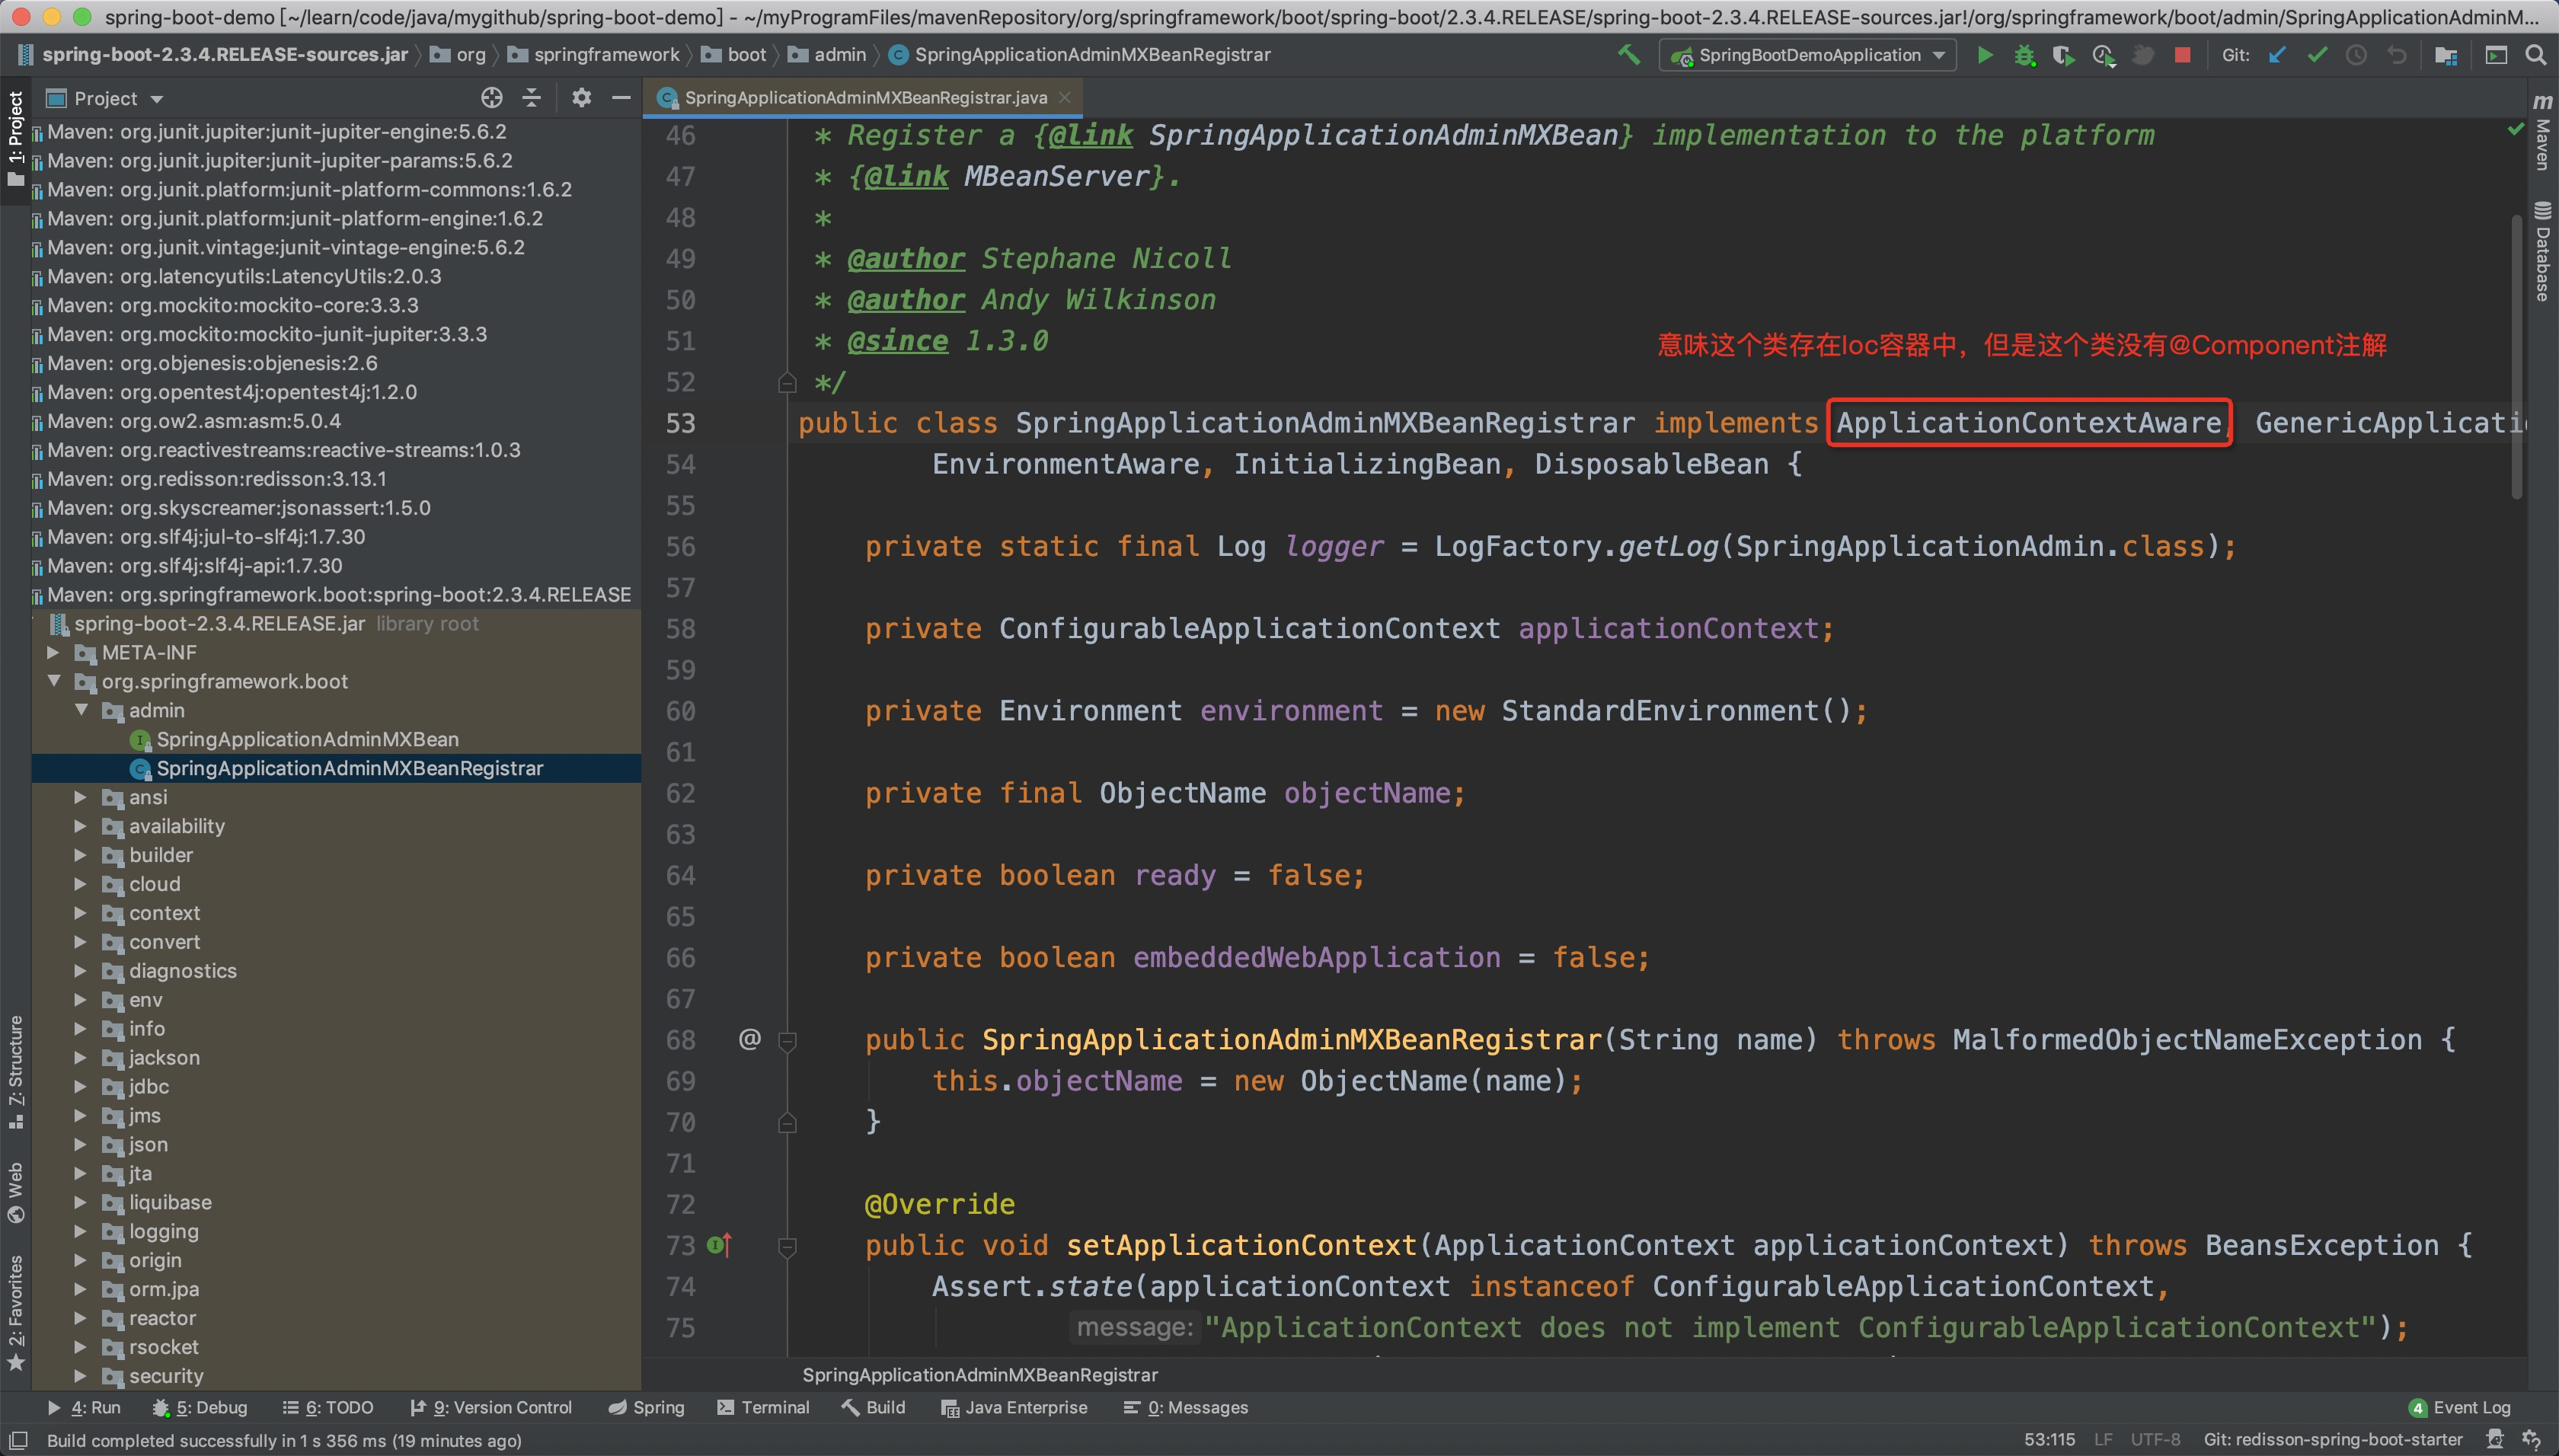 spring-boot-demo [~/learn/code/java/mygithub/spring-boot-demo] - ~/myProgramFiles/mavenRepository/org/springframework/boot/spring-boot/2.3.4.RELEASE/spring-boot-2.3.4.RELEASE-sources.jar!/org/springframework/boot/admin/SpringApplicationAdminM...
spring-boot-2.3.4.RELEASE-sources.jar org springframework boot admin SpringApplicationAdminMXBeanRegistrar SpringBootDemoApplication Git:
Project
SpringApplicationAdminMXBeanRegistrar.java
1: Project
7: Structure
Web
2: Favorites
Maven: org.junit.jupiter:junit-jupiter-engine:5.6.2
Maven: org.junit.jupiter:junit-jupiter-params:5.6.2
Maven: org.junit.platform:junit-platform-commons:1.6.2
Maven: org.junit.platform:junit-platform-engine:1.6.2
Maven: org.junit.vintage:junit-vintage-engine:5.6.2
Maven: org.latencyutils:LatencyUtils:2.0.3
Maven: org.mockito:mockito-core:3.3.3
Maven: org.mockito:mockito-junit-jupiter:3.3.3
Maven: org.objenesis:objenesis:2.6
Maven: org.opentest4j:opentest4j:1.2.0
Maven: org.ow2.asm:asm:5.0.4
Maven: org.reactivestreams:reactive-streams:1.0.3
Maven: org.redisson:redisson:3.13.1
Maven: org.skyscreamer:jsonassert:1.5.0
Maven: org.slf4j:jul-to-slf4j:1.7.30
Maven: org.slf4j:slf4j-api:1.7.30
Maven: org.springframework.boot:spring-boot:2.3.4.RELEASE
spring-boot-2.3.4.RELEASE.jar library root
META-INF
org.springframework.boot
admin
SpringApplicationAdminMXBean
SpringApplicationAdminMXBeanRegistrar
ansi
availability
builder
cloud
context
convert
diagnostics
env
info
jackson
jdbc
jms
json
jta
liquibase
logging
origin
orm.jpa
reactor
rsocket
security
46 * Register a {@link SpringApplicationAdminMXBean} implementation to the platform
47 * {@link MBeanServer}.
48 *
49 * @author Stephane Nicoll
50 * @author Andy Wilkinson
51 * @since 1.3.0
意味这个类存在Ioc容器中，但是这个类没有@Component注解
52 */
53 public class SpringApplicationAdminMXBeanRegistrar implements ApplicationContextAware, GenericApplicati
54 EnvironmentAware, InitializingBean, DisposableBean {
55
56 private static final Log logger = LogFactory.getLog(SpringApplicationAdmin.class);
57
58 private ConfigurableApplicationContext applicationContext;
59
60 private Environment environment = new StandardEnvironment();
61
62 private final ObjectName objectName;
63
64 private boolean ready = false;
65
66 private boolean embeddedWebApplication = false;
67
68 @ public SpringApplicationAdminMXBeanRegistrar(String name) throws MalformedObjectNameException {
69 this.objectName = new ObjectName(name);
70 }
71
72 @Override
73 public void setApplicationContext(ApplicationContext applicationContext) throws BeansException {
74 Assert.state(applicationContext instanceof ConfigurableApplicationContext,
75 message: "ApplicationContext does not implement ConfigurableApplicationContext");
SpringApplicationAdminMXBeanRegistrar
m Maven
Database
4: Run 5: Debug 6: TODO 9: Version Control Spring Terminal Build Java Enterprise 0: Messages 4 Event Log
Build completed successfully in 1 s 356 ms (19 minutes ago) 53:115 LF UTF-8 Git: redisson-spring-boot-starter